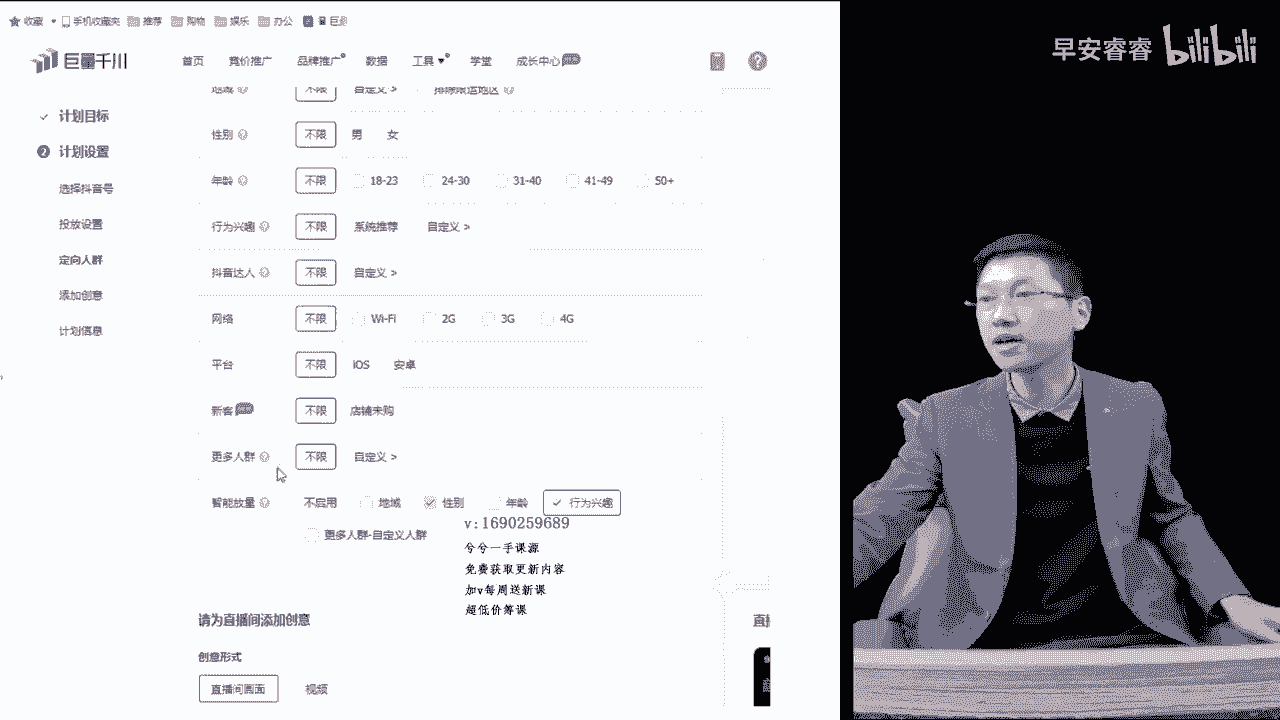 收藏 手机收藏夹 推荐 购物 娱乐 办公
巨量千川 首页 竞价推广 品牌推广 数据 工具 学堂 成长中心
早安睿睿 bilibili
计划目标
2 计划设置
选择抖音号
投放设置
定向人群
添加创意
计划信息
地域 不限 自定义 > 排除限运地区
性别 不限 男 女
年龄 不限 18-23 24-30 31-40 41-49 50+
行为兴趣 不限 系统推荐 自定义 >
抖音达人 不限 自定义 >
网络 不限 Wi-Fi 2G 3G 4G
平台 不限 iOS 安卓
新客 不限 店铺未购
更多人群 不限 自定义 >
智能放量 不启用 地域 性别 年龄 行为兴趣
更多人群-自定义人群
v:1690259689
兮兮一手课源
免费获取更新内容
加v每周送新课
超低价筹课
请为直播间添加创意
创意形式
直播间画面 视频